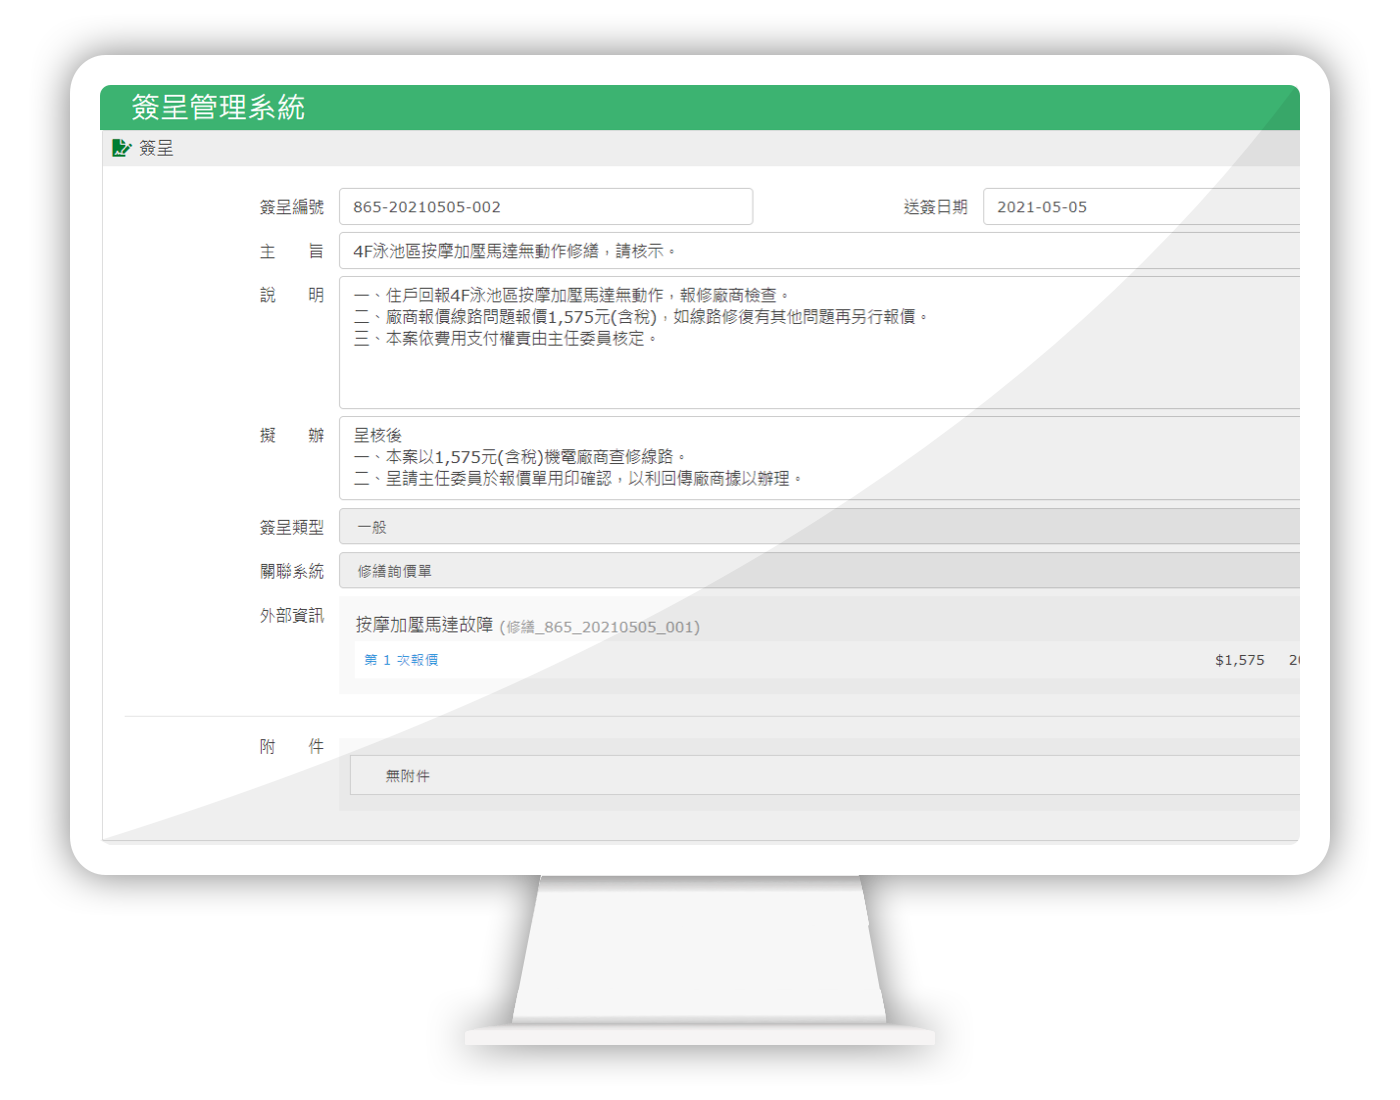 簽呈管理系統
簽呈
簽呈編號 865-20210505-002 送簽日期 2021-05-05
主 旨 4F泳池區按摩加壓馬達無動作修繕，請核示。
說 明 一、住戶回報4F泳池區按摩加壓馬達無動作，報修廠商檢查。
二、廠商報價線路問題報價1,575元(含稅)，如線路修復有其他問題再另行報價。
三、本案依費用支付權責由主任委員核定。
擬 辦 呈核後
一、本案以1,575元(含稅)機電廠商查修線路。
二、呈請主任委員於報價單用印確認，以利回傳廠商據以辦理。
簽呈類型 一般
關聯系統 修繕詢價單
外部資訊 按摩加壓馬達故障 (修繕_865_20210505_001)
第 1 次報價 $1,575
附 件 無附件